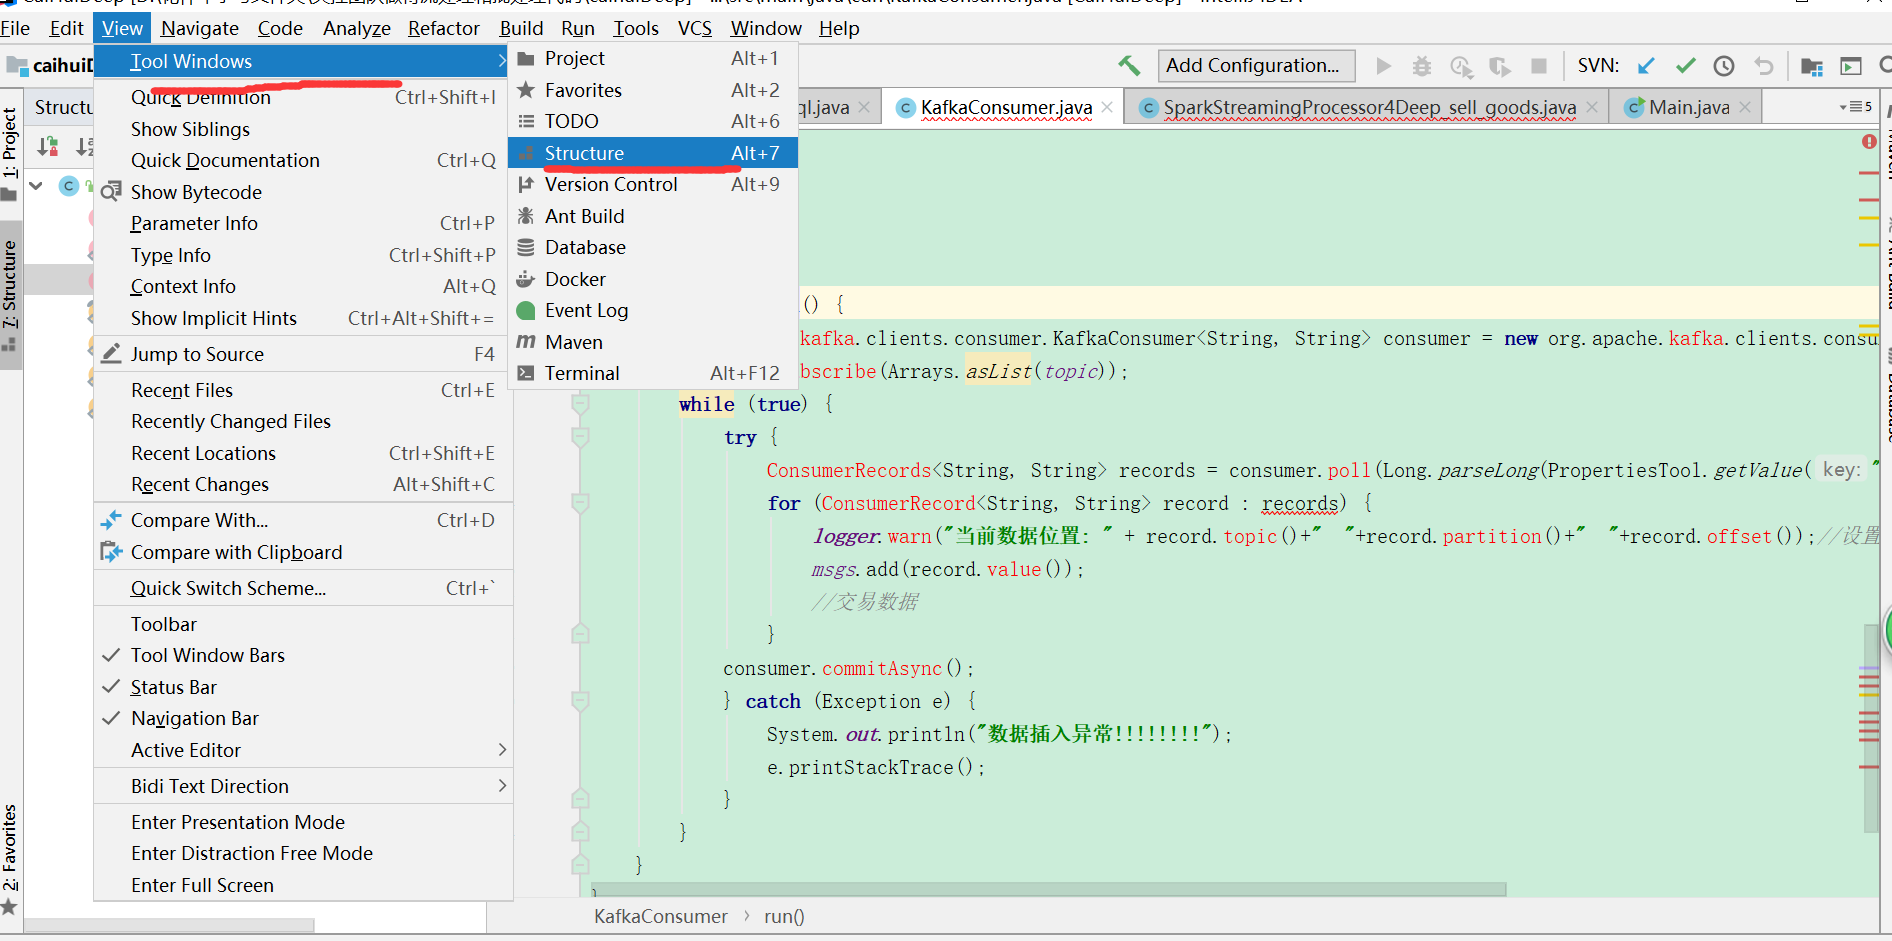 File Edit View Navigate Code Analyze Refactor Build Run Tools VCS Window Help
Add Configuration...
SVN:
Structu
KafkaConsumer.java
SparkStreamingProcessor4Deep_sell_goods.java
Main.java
5
1: Project
7: Structure
2: Favorites
Tool Windows
Quick Definition Ctrl+Shift+I
Show Siblings
Quick Documentation Ctrl+Q
Show Bytecode
Parameter Info Ctrl+P
Type Info Ctrl+Shift+P
Context Info Alt+Q
Show Implicit Hints Ctrl+Alt+Shift+=
Jump to Source F4
Recent Files Ctrl+E
Recently Changed Files
Recent Locations Ctrl+Shift+E
Recent Changes Alt+Shift+C
Compare With... Ctrl+D
Compare with Clipboard
Quick Switch Scheme... Ctrl+`
Toolbar
Tool Window Bars
Status Bar
Navigation Bar
Active Editor
Bidi Text Direction
Enter Presentation Mode
Enter Distraction Free Mode
Enter Full Screen
Project Alt+1
Favorites Alt+2
TODO Alt+6
Structure Alt+7
Version Control Alt+9
Ant Build
Database
Docker
Event Log
Maven
Terminal Alt+F12
() {
kafka.clients.consumer.KafkaConsumer<String, String> consumer = new org.apache.kafka.clients.consu
bscribe(Arrays.asList(topic));
while (true) {
try {
ConsumerRecords<String, String> records = consumer.poll(Long.parseLong(PropertiesTool.getValue( key: "
for (ConsumerRecord<String, String> record : records) {
logger.warn("当前数据位置: " + record.topic()+"  "+record.partition()+"  "+record.offset());//设置
msgs.add(record.value());
//交易数据
}
consumer.commitAsync();
} catch (Exception e) {
System.out.println("数据插入异常!!!!!!!!");
e.printStackTrace();
}
}
}
KafkaConsumer › run()